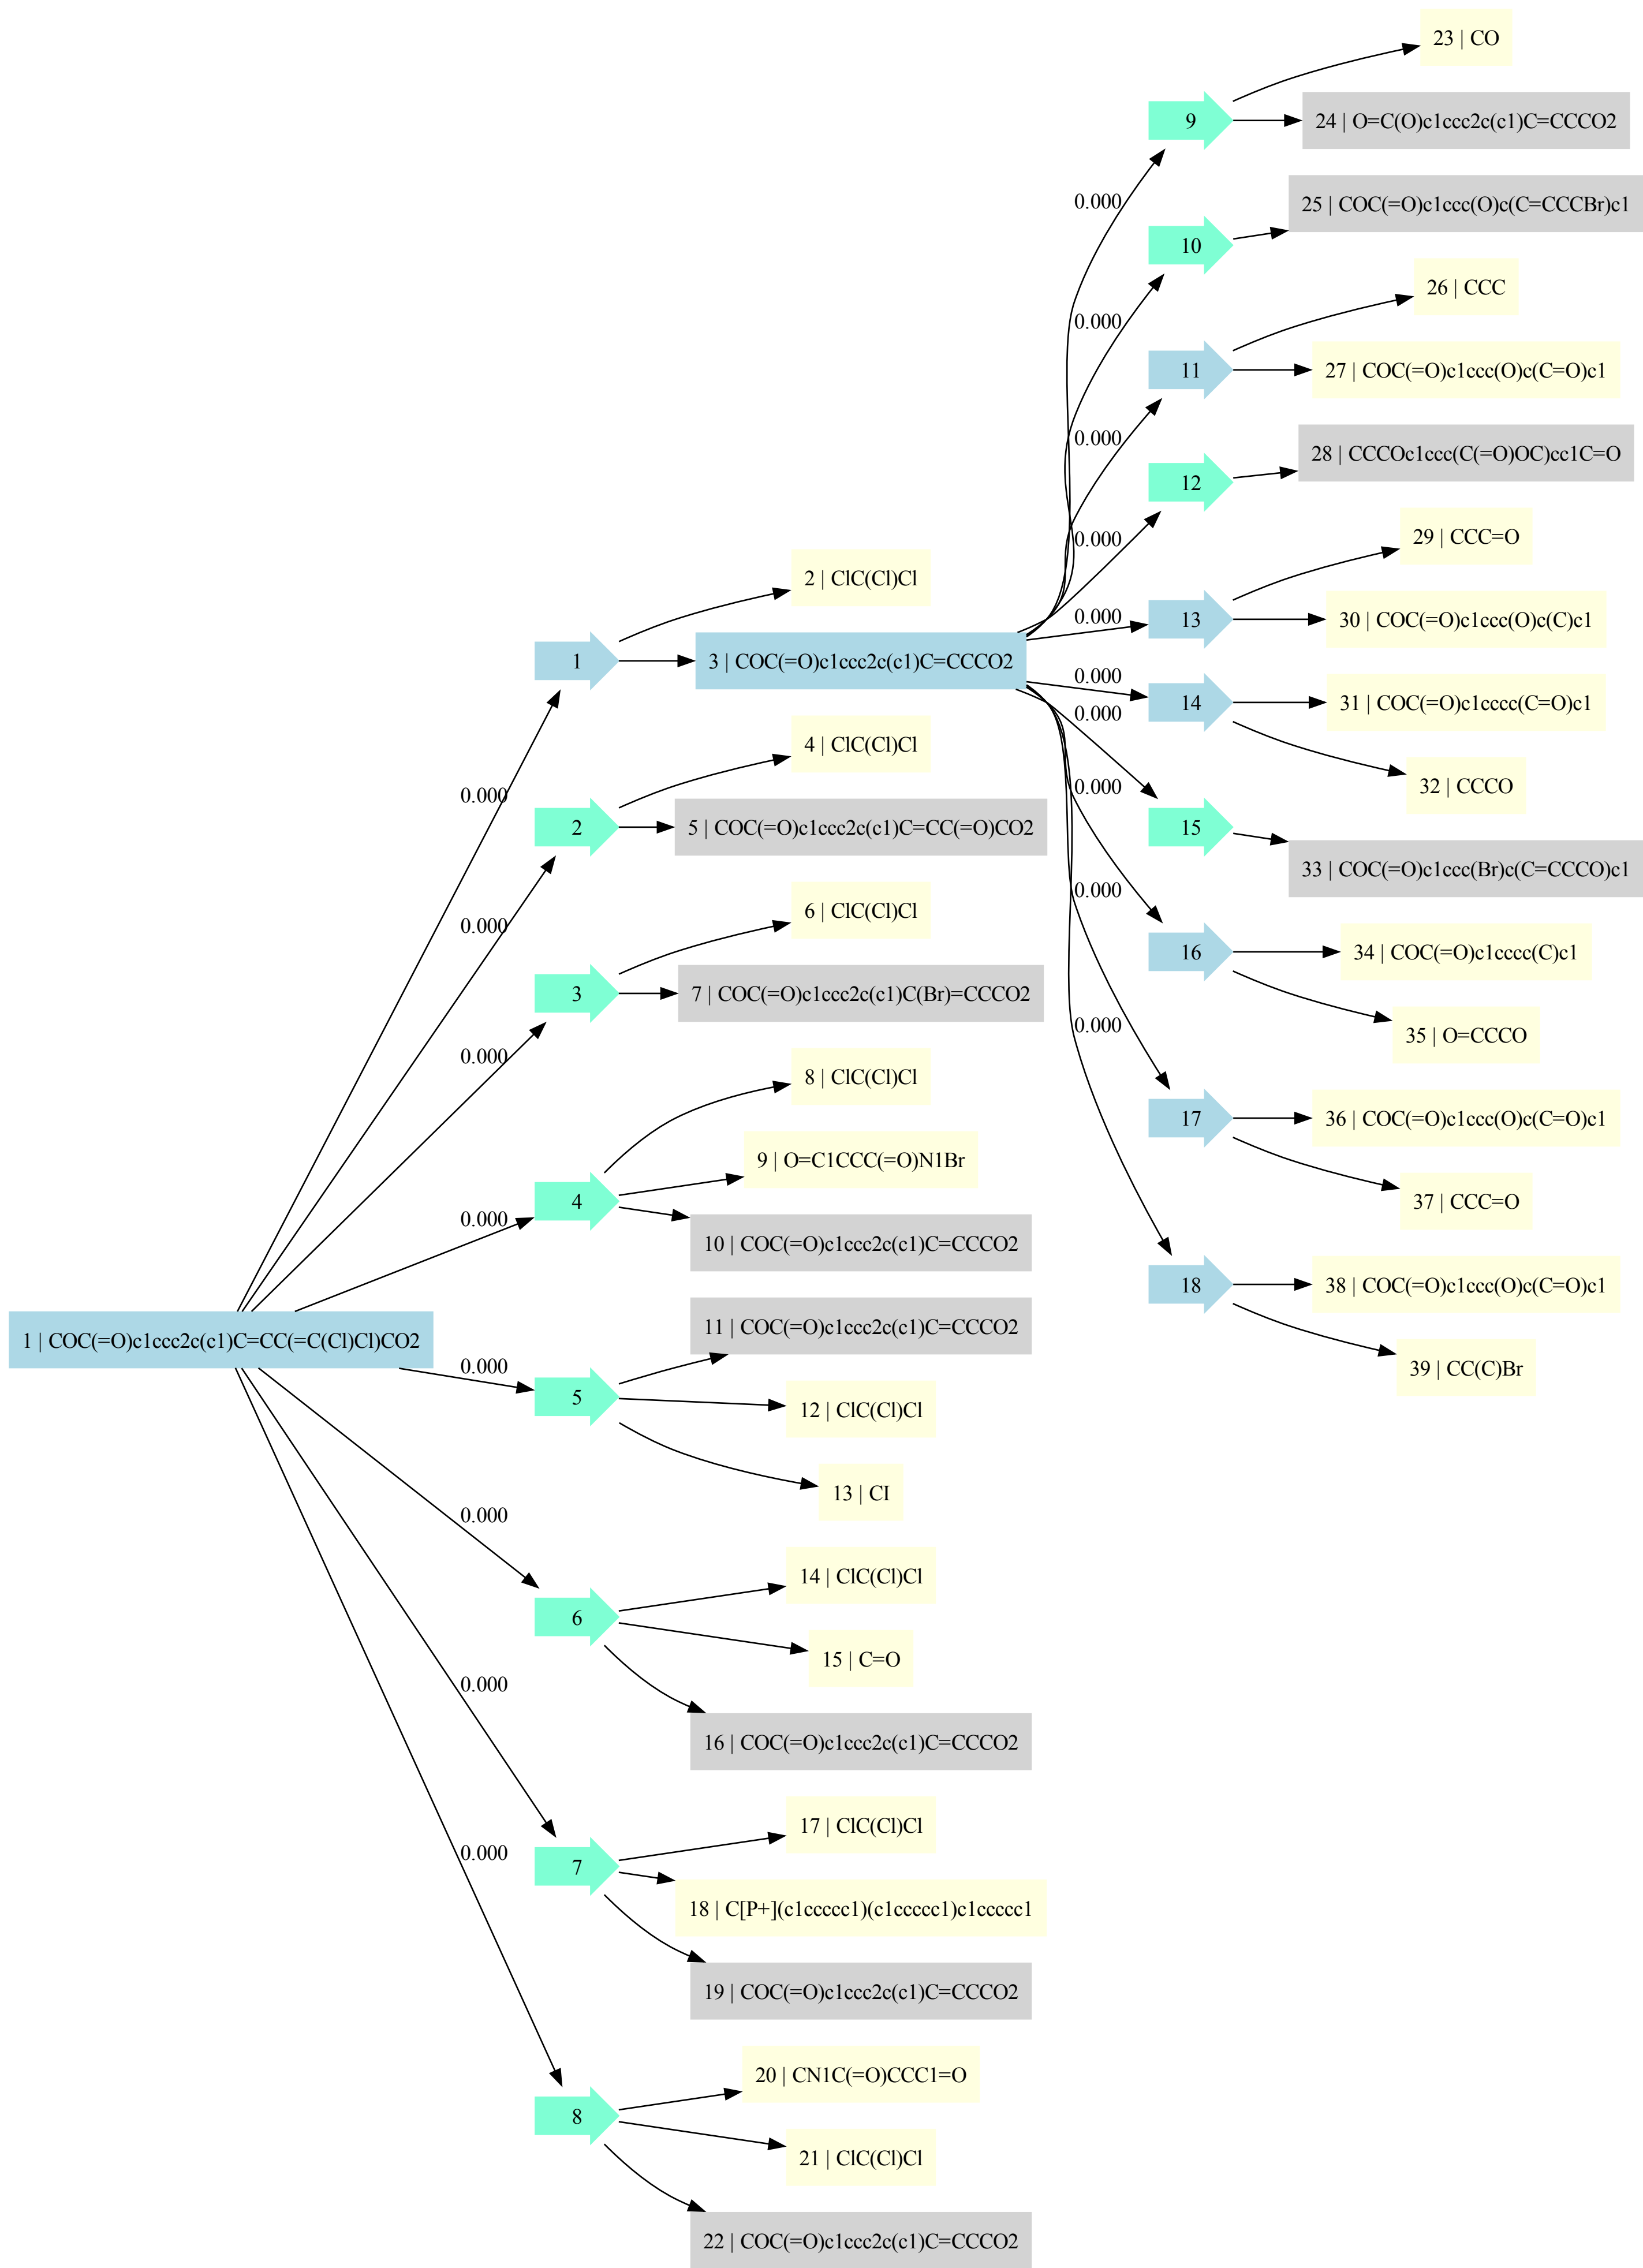 1 | COC(=O)c1ccc2c(c1)C=CC(=C(Cl)Cl)CO2
0.000
0.000
0.000
0.000
0.000
0.000
0.000
0.000
1
2
3
4
5
6
7
8
2 | ClC(Cl)Cl
3 | COC(=O)c1ccc2c(c1)C=CCCO2
4 | ClC(Cl)Cl
5 | COC(=O)c1ccc2c(c1)C=CC(=O)CO2
6 | ClC(Cl)Cl
7 | COC(=O)c1ccc2c(c1)C(Br)=CCCO2
8 | ClC(Cl)Cl
9 | O=C1CCC(=O)N1Br
10 | COC(=O)c1ccc2c(c1)C=CCCO2
11 | COC(=O)c1ccc2c(c1)C=CCCO2
12 | ClC(Cl)Cl
13 | CI
14 | ClC(Cl)Cl
15 | C=O
16 | COC(=O)c1ccc2c(c1)C=CCCO2
17 | ClC(Cl)Cl
18 | C[P+](c1ccccc1)(c1ccccc1)c1ccccc1
19 | COC(=O)c1ccc2c(c1)C=CCCO2
20 | CN1C(=O)CCC1=O
21 | ClC(Cl)Cl
22 | COC(=O)c1ccc2c(c1)C=CCCO2
0.000
0.000
0.000
0.000
0.000
0.000
0.000
0.000
0.000
0.000
9
10
11
12
13
14
15
16
17
18
23 | CO
24 | O=C(O)c1ccc2c(c1)C=CCCO2
25 | COC(=O)c1ccc(O)c(C=CCCBr)c1
26 | CCC
27 | COC(=O)c1ccc(O)c(C=O)c1
28 | CCCOc1ccc(C(=O)OC)cc1C=O
29 | CCC=O
30 | COC(=O)c1ccc(O)c(C)c1
31 | COC(=O)c1cccc(C=O)c1
32 | CCCO
33 | COC(=O)c1ccc(Br)c(C=CCCO)c1
34 | COC(=O)c1cccc(C)c1
35 | O=CCCO
36 | COC(=O)c1ccc(O)c(C=O)c1
37 | CCC=O
38 | COC(=O)c1ccc(O)c(C=O)c1
39 | CC(C)Br